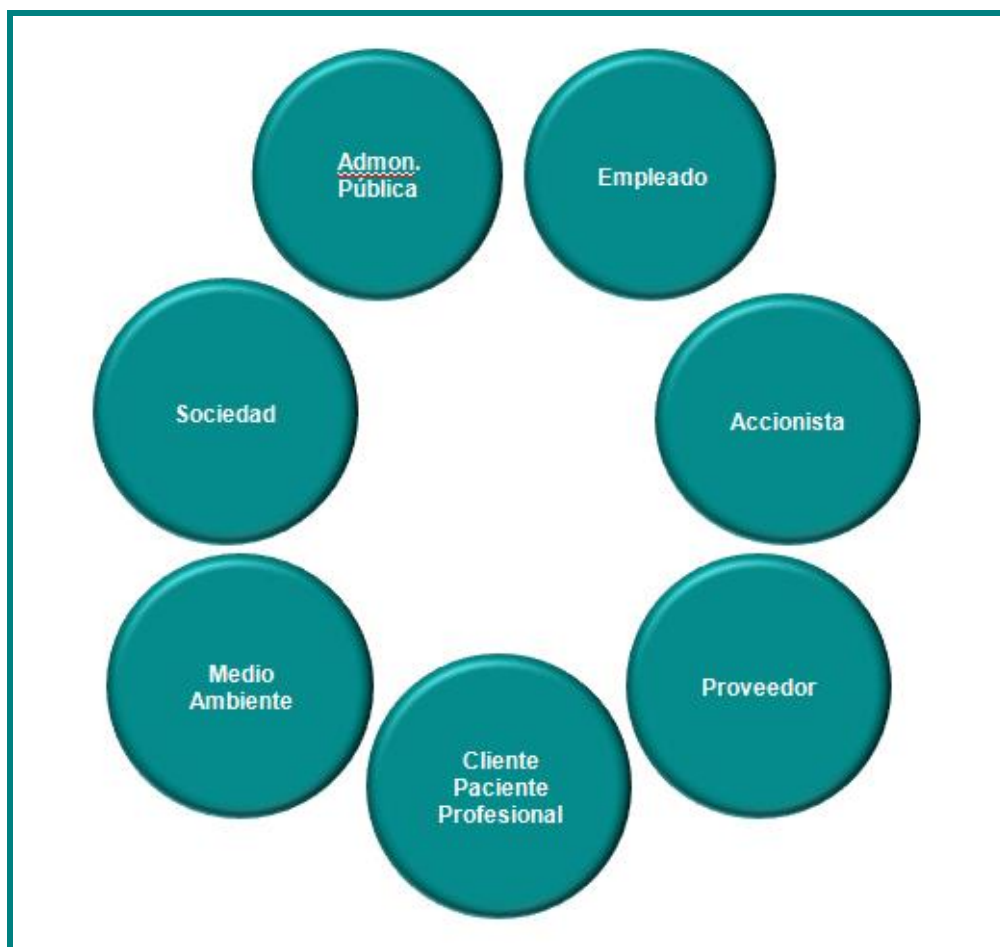 Admon.
Pública
Empleado
Sociedad
Accionista
Medio
Ambiente
Proveedor
Cliente
Paciente
Profesional